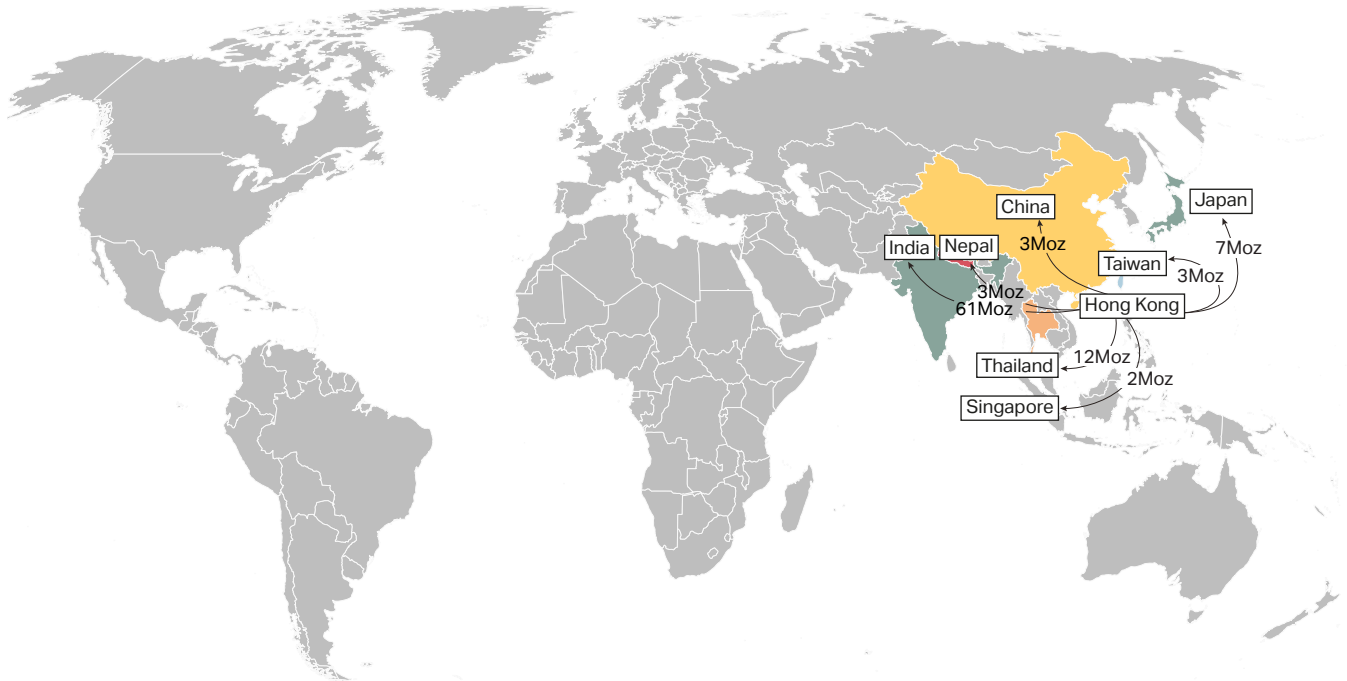 Japan
China
7Moz
India
Nepal
3Moz
Taiwan
3Moz
3Moz
Hong Kong
61Moz
12Moz
Thailand
2Moz
Singapore